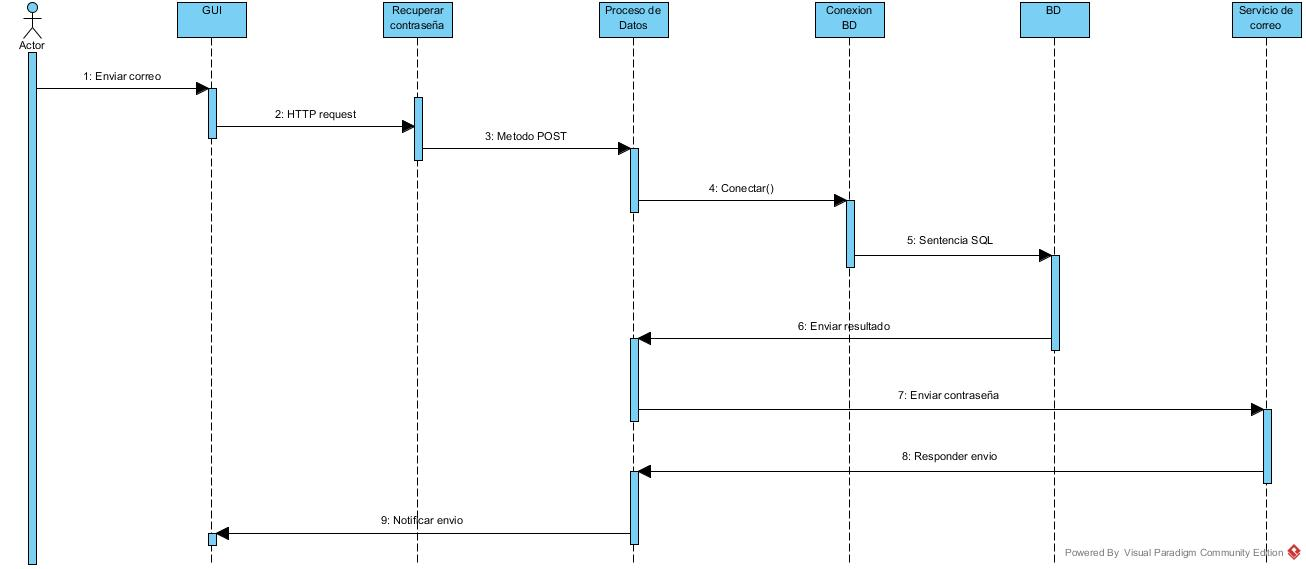 GUI
Recuperar
contraseña
Proceso de
Datos
Conexion
BD
BD
Servicio de
correo
Actor
1: Enviar correo
2: HTTP request
3: Metodo POST
4: Conectar()
5: Sentencia SQL
6: Enviar resultado
7: Enviar contraseña
8: Responder envio
9: Notificar envio
Powered By Visual Paradigm Community Edition